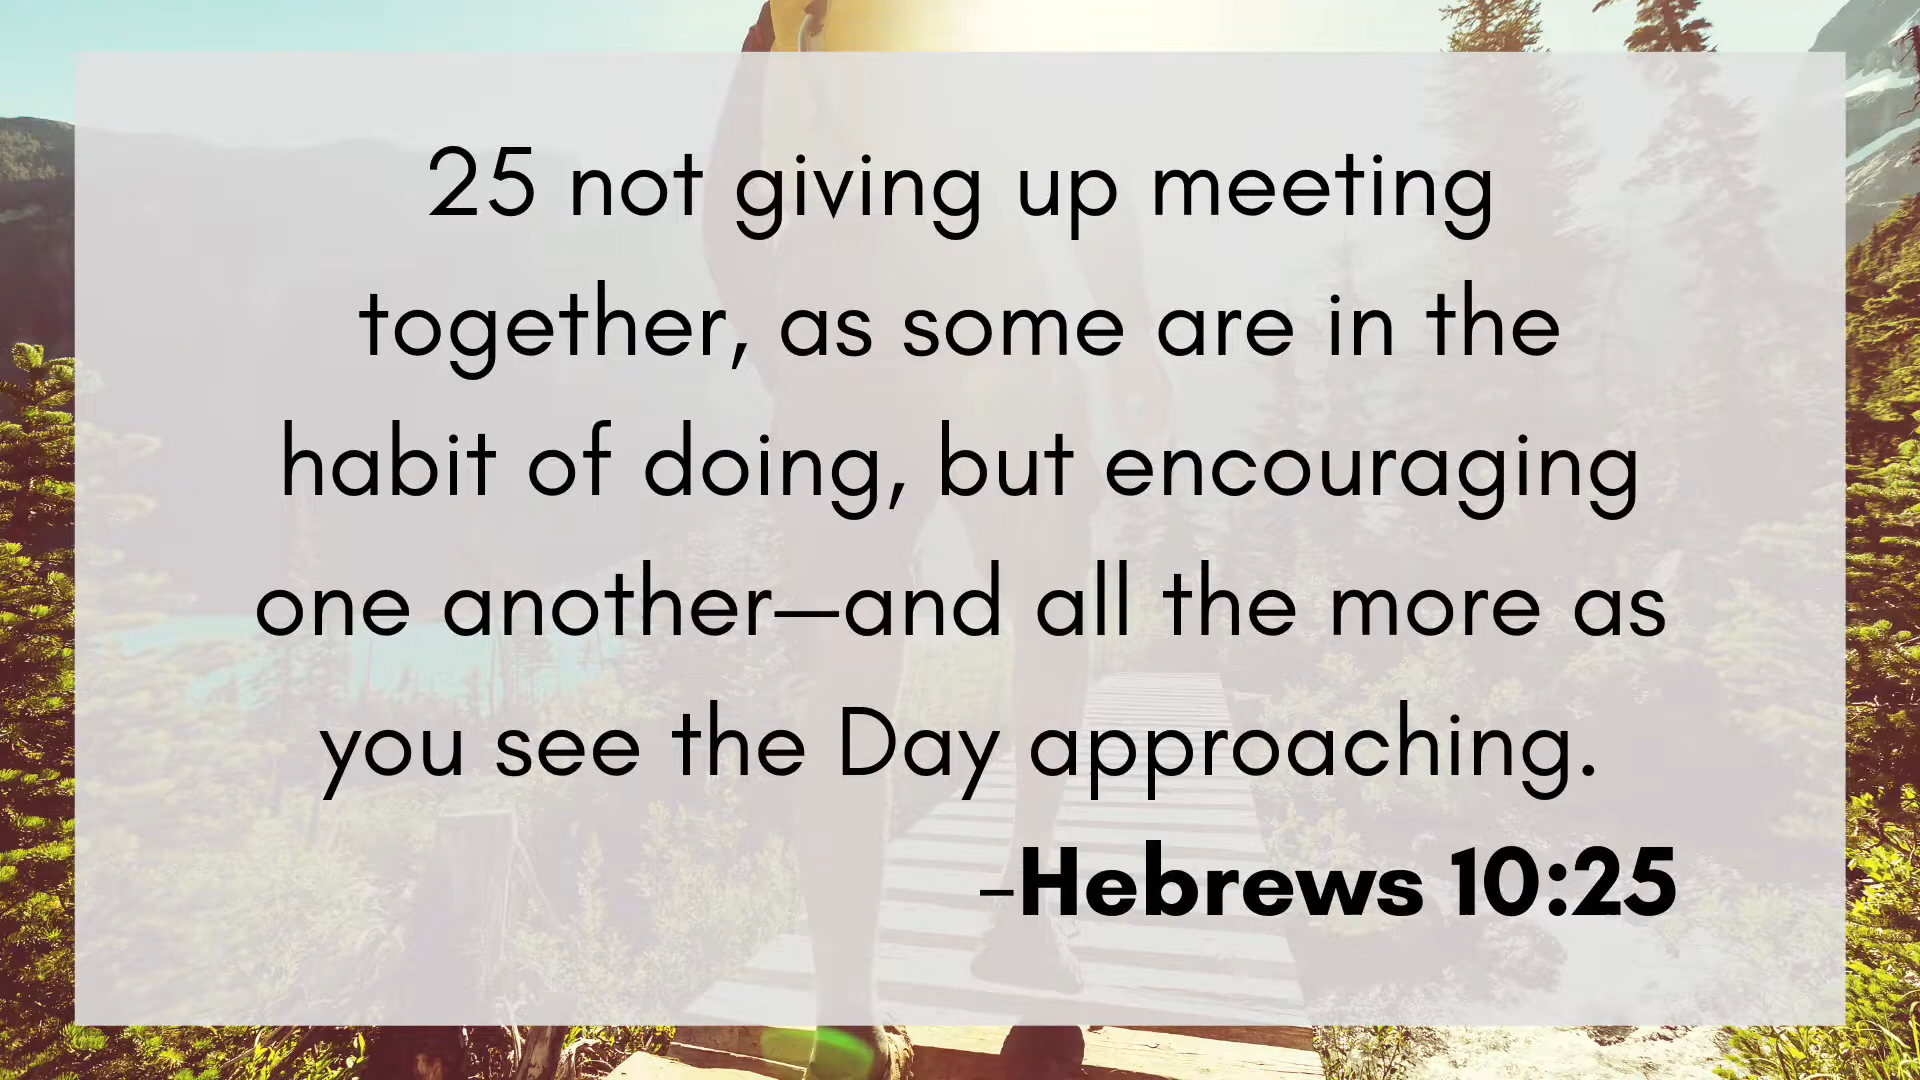 25 not giving up meeting
together, as some are in the
habit of doing, but encouraging
one another—and all the more as
you see the Day approaching.
–Hebrews 10:25